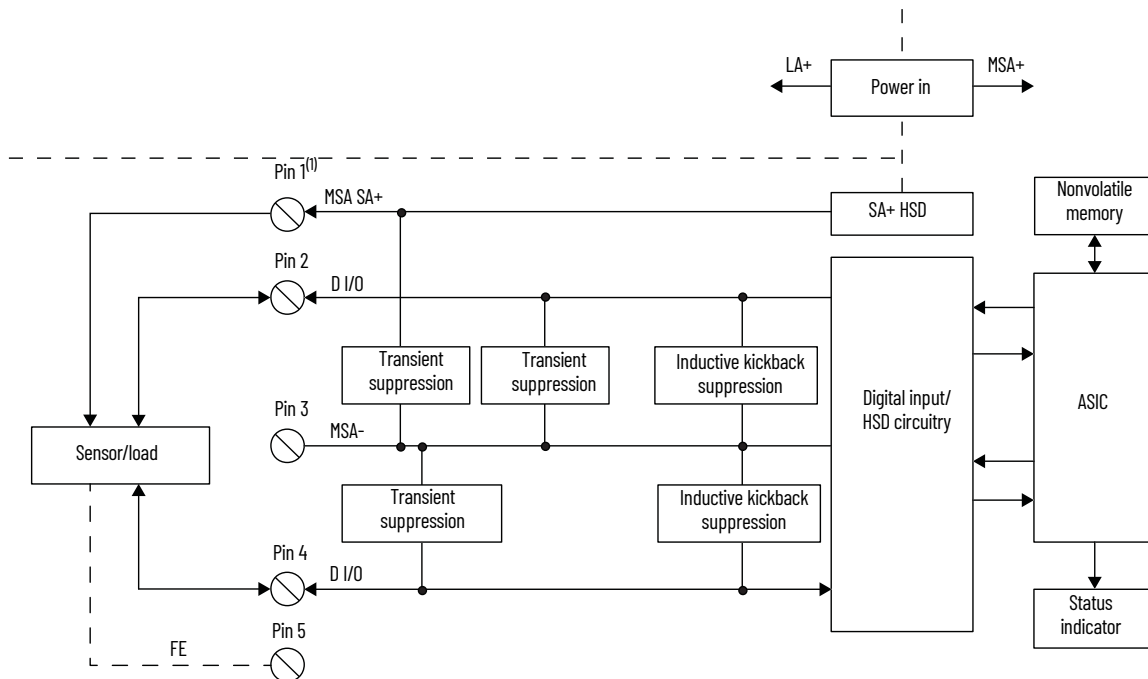 LA+
Power in
MSA+
Pin 1(1)
MSA SA+
SA+ HSD
Nonvolatile
memory
Pin 2
D I/O
Transient
suppression
Transient
suppression
Inductive kickback
suppression
Digital input/
HSD circuitry
ASIC
Pin 3
MSA-
Sensor/load
Transient
suppression
Inductive kickback
suppression
Pin 4
D I/O
Status
indicator
Pin 5
FE